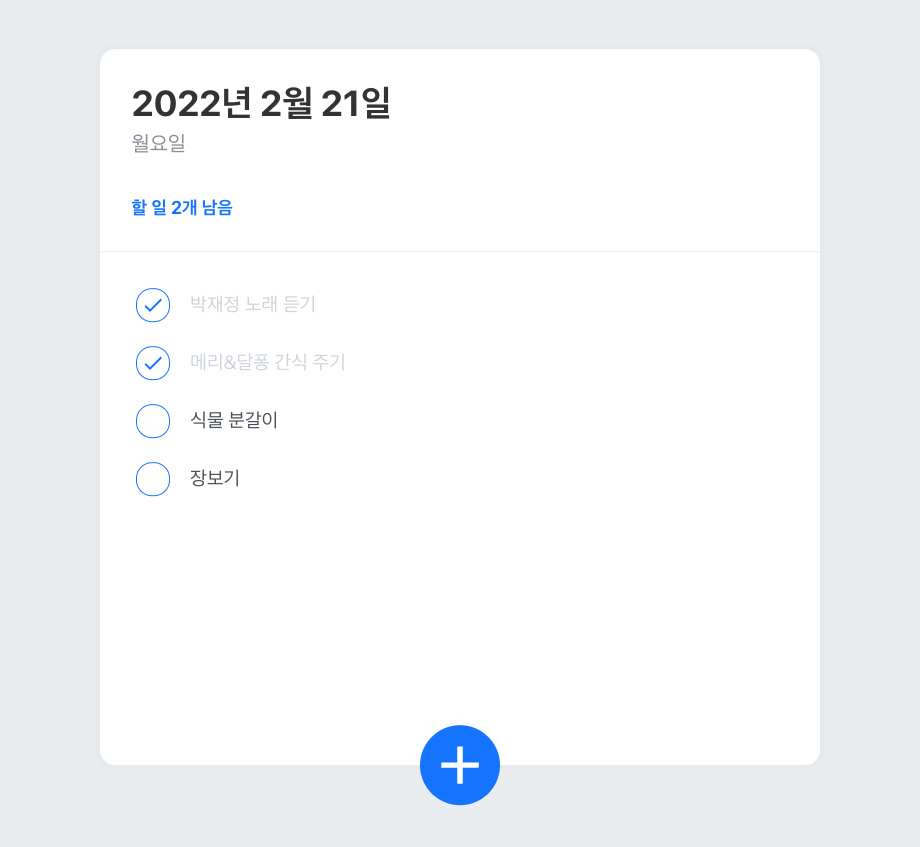 2022년 2월 21일
월요일
할 일 2개 남음
박재정 노래 듣기
메리&달퐁 간식 주기
식물 분갈이
장보기